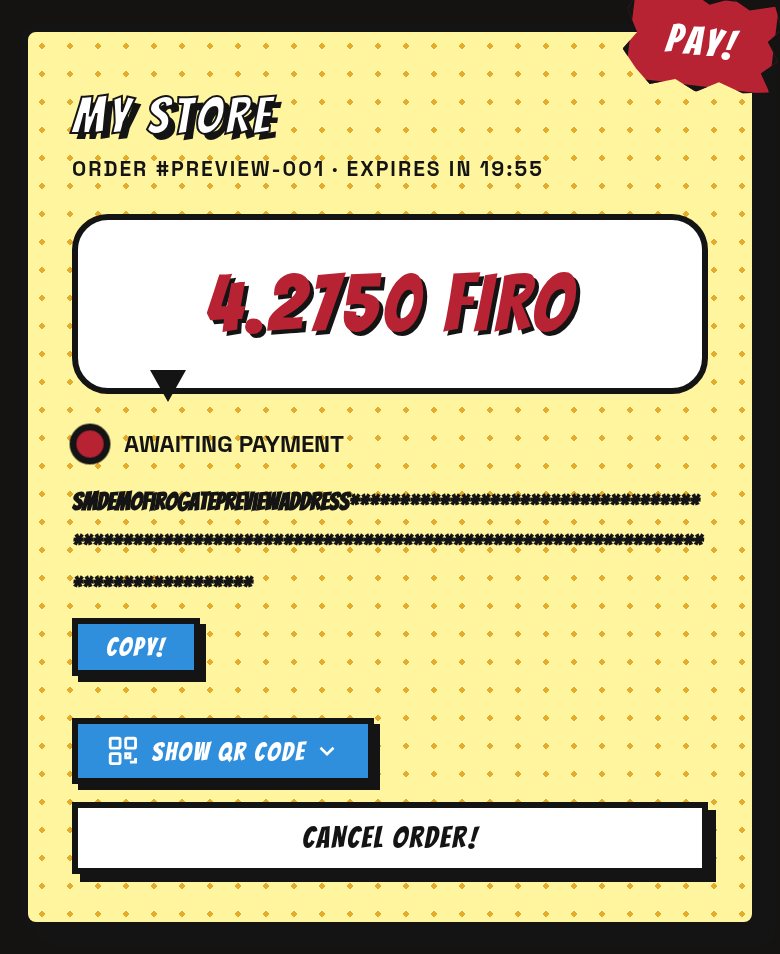 PAY!
MY STORE
ORDER #PREVIEW-001 · EXPIRES IN 19:55
4.2750 FIRO
AWAITING PAYMENT
SMDEMOFIROGATEPREVIEWADDRESS***********************************
***************************************************************
******************
COPY!
SHOW QR CODE
CANCEL ORDER!